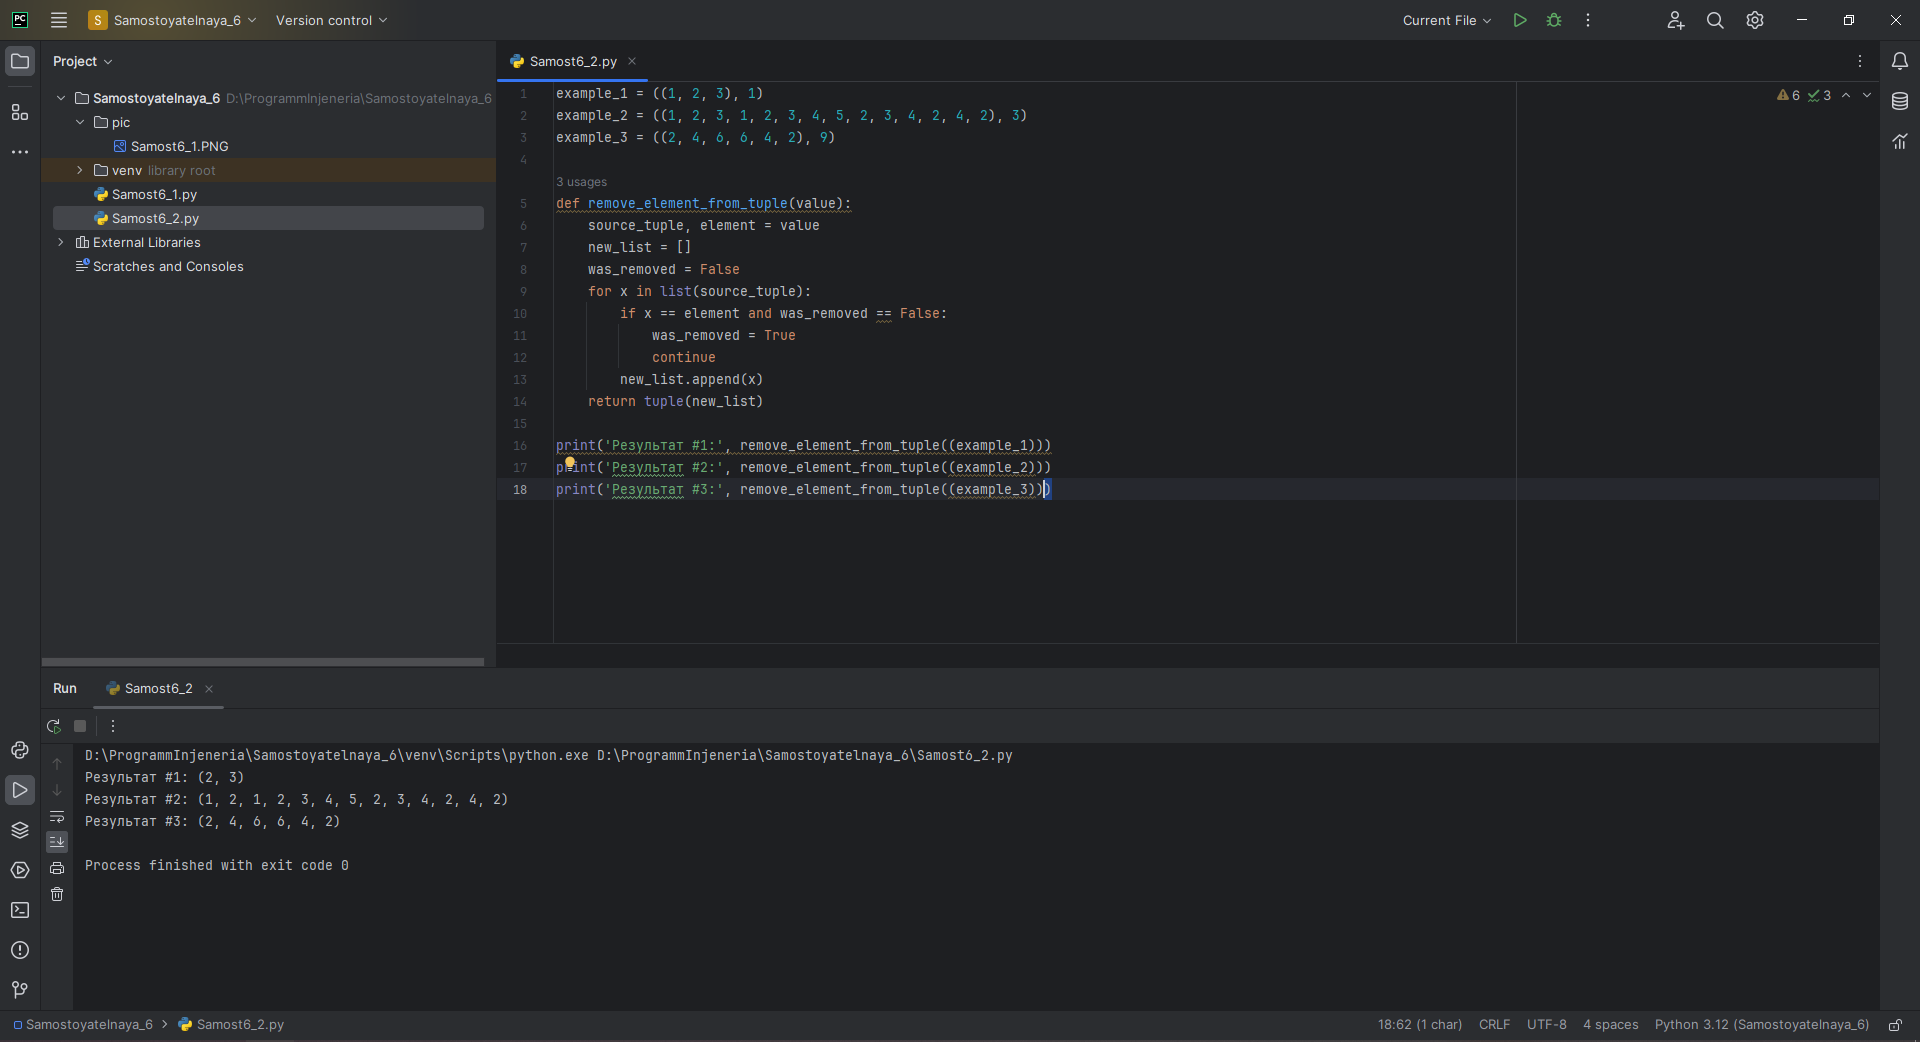 PC
S Samostoyatelnaya_6 Version control Current File
Project
Samostoyatelnaya_6 D:\ProgrammInjeneria\Samostoyatelnaya_6
pic
Samost6_1.PNG
venv library root
Samost6_1.py
Samost6_2.py
External Libraries
Scratches and Consoles
Samost6_2.py
6 3
1 example_1 = ((1, 2, 3), 1)
2 example_2 = ((1, 2, 3, 1, 2, 3, 4, 5, 2, 3, 4, 2, 4, 2), 3)
3 example_3 = ((2, 4, 6, 6, 4, 2), 9)
4
3 usages
5 def remove_element_from_tuple(value):
6     source_tuple, element = value
7     new_list = []
8     was_removed = False
9     for x in list(source_tuple):
10         if x == element and was_removed == False:
11             was_removed = True
12             continue
13         new_list.append(x)
14     return tuple(new_list)
15
16 print('Результат #1:', remove_element_from_tuple((example_1)))
17 print('Результат #2:', remove_element_from_tuple((example_2)))
18 print('Результат #3:', remove_element_from_tuple((example_3)))
Run Samost6_2
D:\ProgrammInjeneria\Samostoyatelnaya_6\venv\Scripts\python.exe D:\ProgrammInjeneria\Samostoyatelnaya_6\Samost6_2.py
Результат #1: (2, 3)
Результат #2: (1, 2, 1, 2, 3, 4, 5, 2, 3, 4, 2, 4, 2)
Результат #3: (2, 4, 6, 6, 4, 2)
Process finished with exit code 0
Samostoyatelnaya_6 Samost6_2.py 18:62 (1 char) CRLF UTF-8 4 spaces Python 3.12 (Samostoyatelnaya_6)